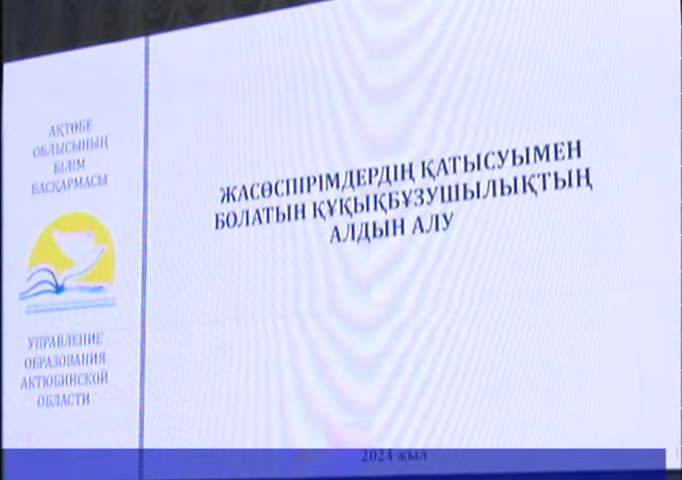 АҚТӨБЕ
ОБЛЫСЫНЫҢ
БІЛІМ
БАСҚАРМАСЫ
УПРАВЛЕНИЕ
ОБРАЗОВАНИЯ
АКТЮБИНСКОЙ
ОБЛАСТИ
ЖАСӨСПІРІМДЕРДІҢ ҚАТЫСУЫМЕН
БОЛАТЫН ҚҰҚЫҚБҰЗУШЫЛЫҚТЫҢ
АЛДЫН АЛУ
2024 жыл